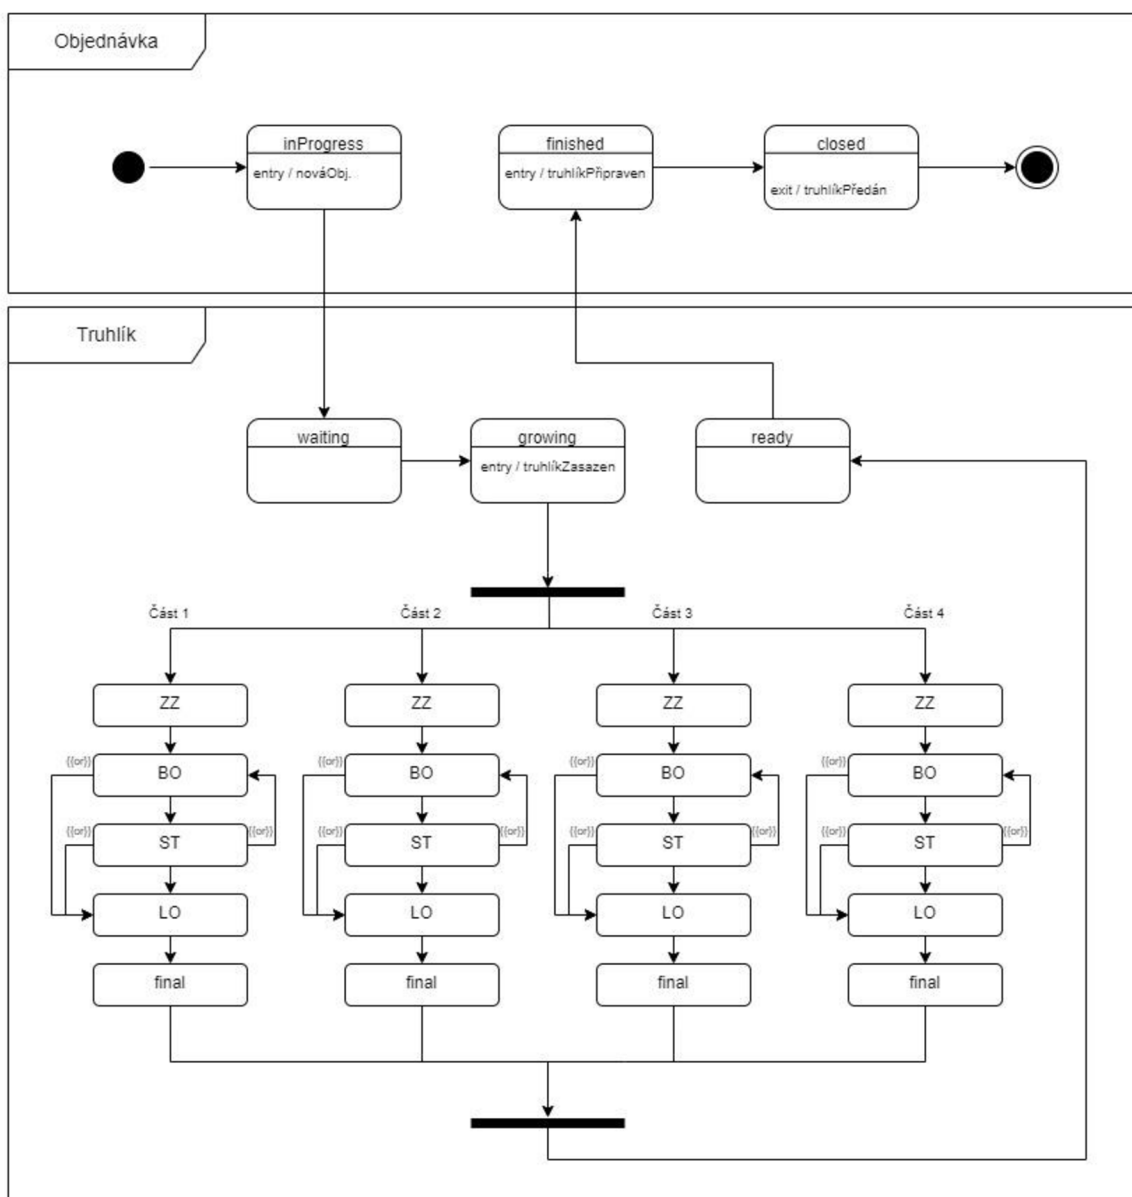 Objednávka
inProgress
entry / nováObj.
finished
entry / truhlíkPřipraven
closed
exit / truhlíkPředán
Truhlík
waiting
growing
entry / truhlíkZasazen
ready
Část 1
Část 2
Část 3
Část 4
ZZ
ZZ
ZZ
ZZ
{{or}}
BO
{{or}}
BO
{{or}}
BO
{{or}}
BO
{{or}}
ST
{{or}}
{{or}}
ST
{{or}}
{{or}}
ST
{{or}}
{{or}}
ST
{{or}}
LO
LO
LO
LO
final
final
final
final